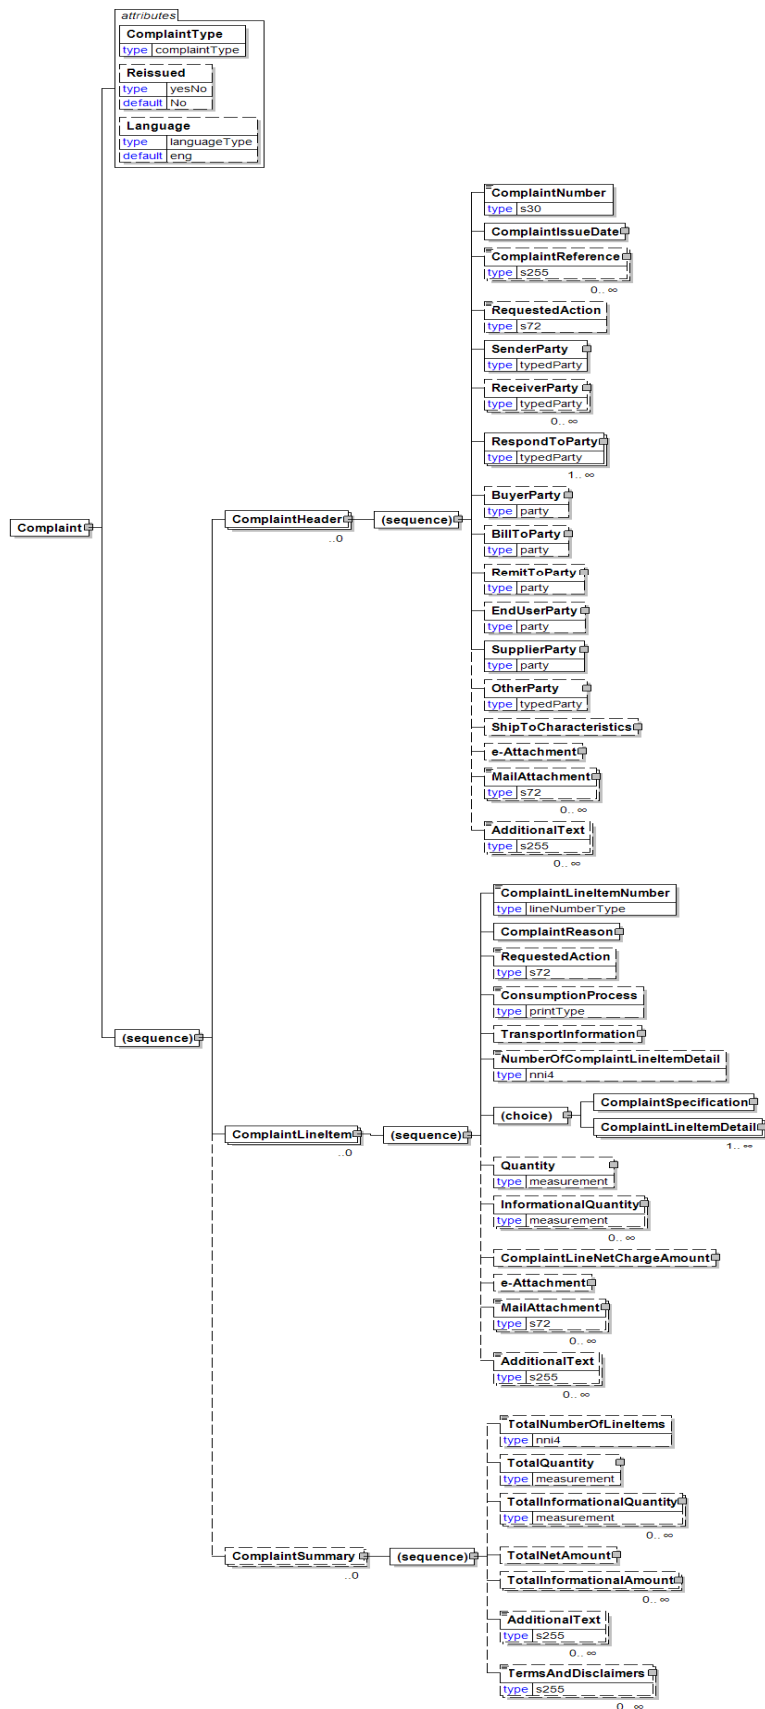 attributes
ComplaintType
type complaintType
Reissued
type yesNo
default No
Language
type languageType
default eng
ComplaintNumber
type s30
ComplaintIssueDate
ComplaintReference
type s255
0.. ∞
RequestedAction
type s72
SenderParty
type typedParty
ReceiverParty
type typedParty
0.. ∞
RespondToParty
type typedParty
1.. ∞
BuyerParty
type party
Complaint
ComplaintHeader
(sequence)
..0
BillToParty
type party
RemitToParty
type party
EndUserParty
type party
SupplierParty
type party
OtherParty
type typedParty
ShipToCharacteristics
e-Attachment
MailAttachment
type s72
0.. ∞
AdditionalText
type s255
0.. ∞
ComplaintLineItemNumber
type lineNumberType
ComplaintReason
RequestedAction
type s72
ConsumptionProcess
type printType
TransportInformation
(sequence)
NumberOfComplaintLineItemDetail
type nni4
(choice)
ComplaintSpecification
ComplaintLineItemDetail
1.. ∞
ComplaintLineItem
(sequence)
..0
Quantity
type measurement
InformationalQuantity
type measurement
0.. ∞
ComplaintLineNetChargeAmount
e-Attachment
MailAttachment
type s72
0.. ∞
AdditionalText
type s255
0.. ∞
TotalNumberOfLineItems
type nni4
TotalQuantity
type measurement
TotalInformationalQuantity
type measurement
0.. ∞
ComplaintSummary
(sequence)
..0
TotalNetAmount
TotalInformationalAmount
0.. ∞
AdditionalText
type s255
0.. ∞
TermsAndDisclaimers
type s255
0.. ∞